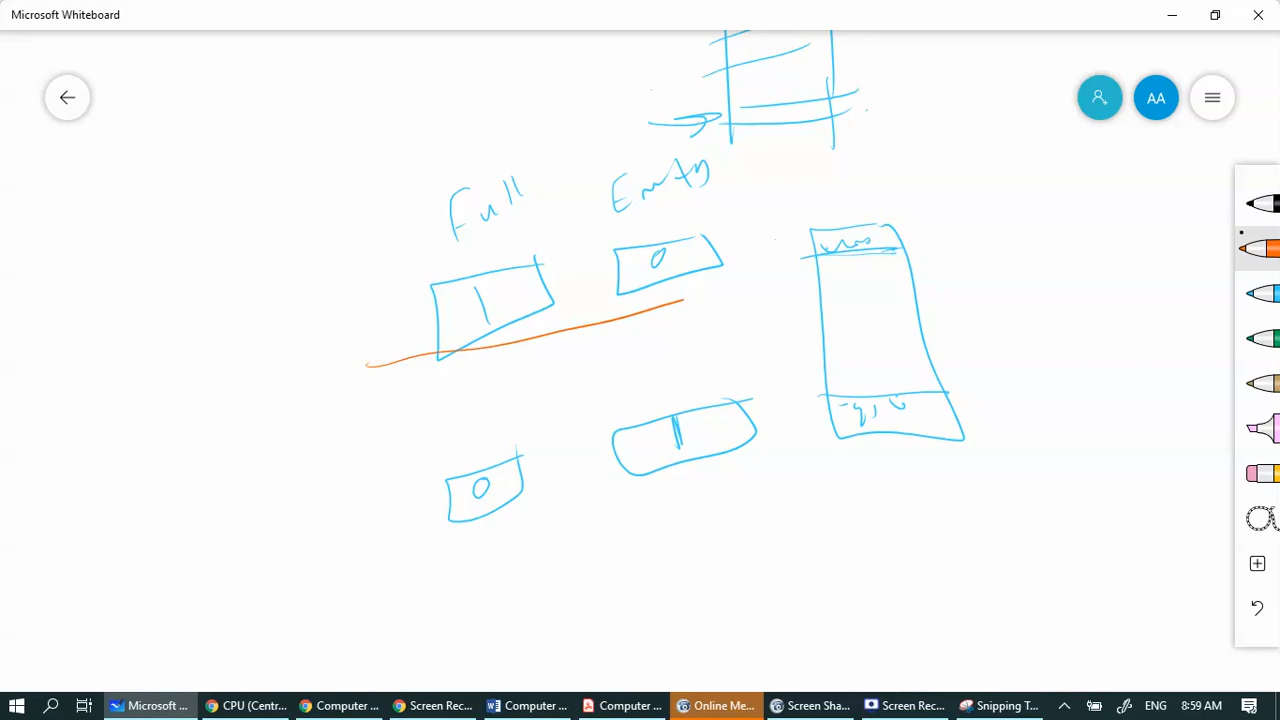 Microsoft Whiteboard
AA
Full
1
0
0
1
Microsoft ...
CPU (Centr...
Computer ...
Screen Rec...
Computer ...
Computer ...
Online Me...
Screen Sha...
Screen Rec...
Snipping T...
ENG
8:59 AM